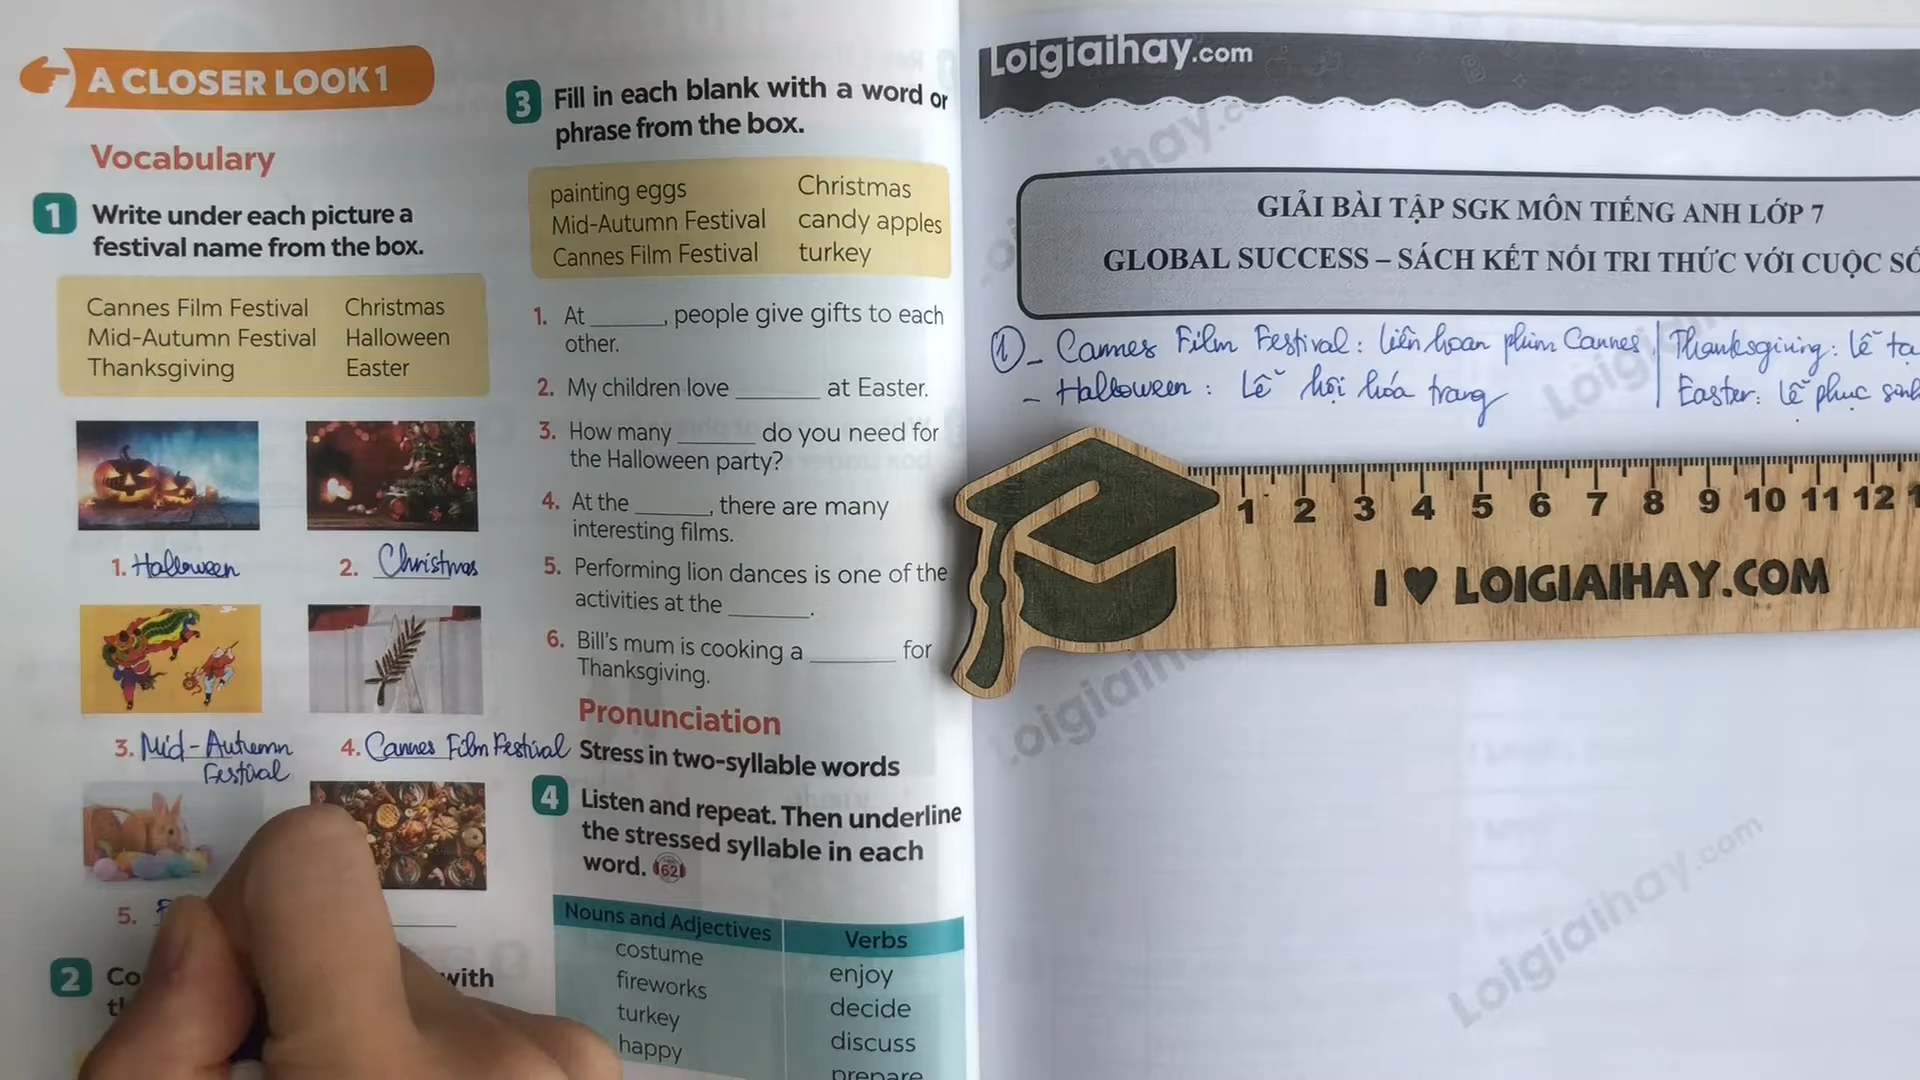 A CLOSER LOOK 1
Vocabulary
1 Write under each picture a
festival name from the box.
Cannes Film Festival Christmas
Mid-Autumn Festival Halloween
Thanksgiving Easter
1. Halloween 2. Christmas
3. Mid-Autumn
Festival
4. Cannes Film Festival
5.
2
with
3 Fill in each blank with a word or
phrase from the box.
painting eggs Christmas
Mid-Autumn Festival candy apples
Cannes Film Festival turkey
1. At ______, people give gifts to each
other.
2. My children love ______ at Easter.
3. How many ______ do you need for
the Halloween party?
4. At the ______, there are many
interesting films.
5. Performing lion dances is one of the
activities at the ______.
6. Bill's mum is cooking a ______ for
Thanksgiving.
Pronunciation
Stress in two-syllable words
4 Listen and repeat. Then underline
the stressed syllable in each
word. 62
Nouns and Adjectives Verbs
costume enjoy
fireworks decide
turkey discuss
happy prepare
Loigiaihay.com
GIẢI BÀI TẬP SGK MÔN TIẾNG ANH LỚP 7
GLOBAL SUCCESS – SÁCH KẾT NỐI TRI THỨC VỚI CUỘC SỐ
1 - Cannes Film Festival: liên hoan phim Cannes Thanksgiving: lễ tạ
- Halloween: Lễ hội hóa trang Easter: lễ phục sinh
1 2 3 4 5 6 7 8 9 10 11 12
I ♥ LOIGIAIHAY.COM
Loigiaihay.com